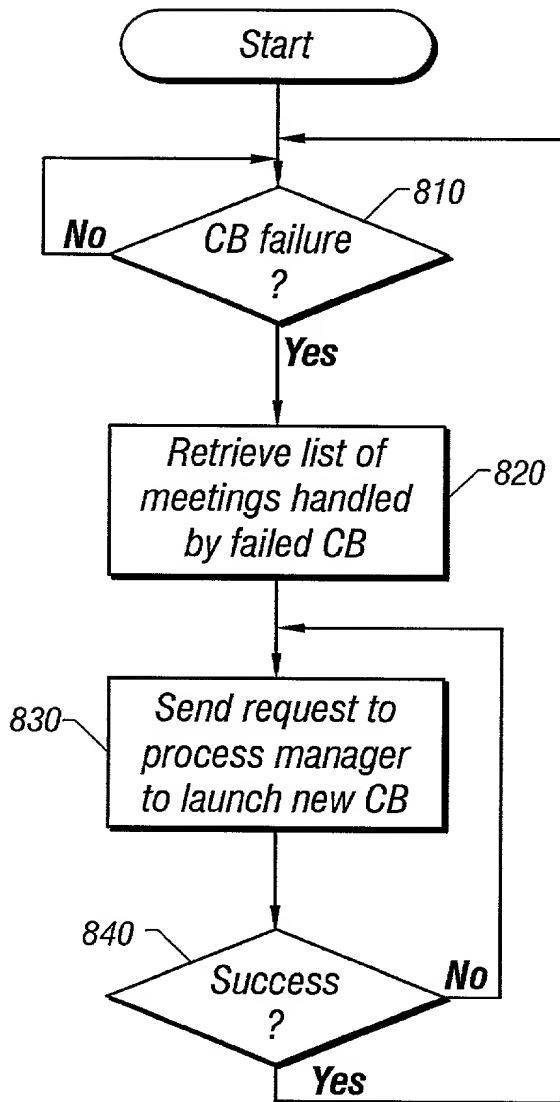 Start
810
No
CB failure
?
Yes
Retrieve list of
meetings handled
by failed CB
820
830
Send request to
process manager
to launch new CB
840
Success
?
No
Yes